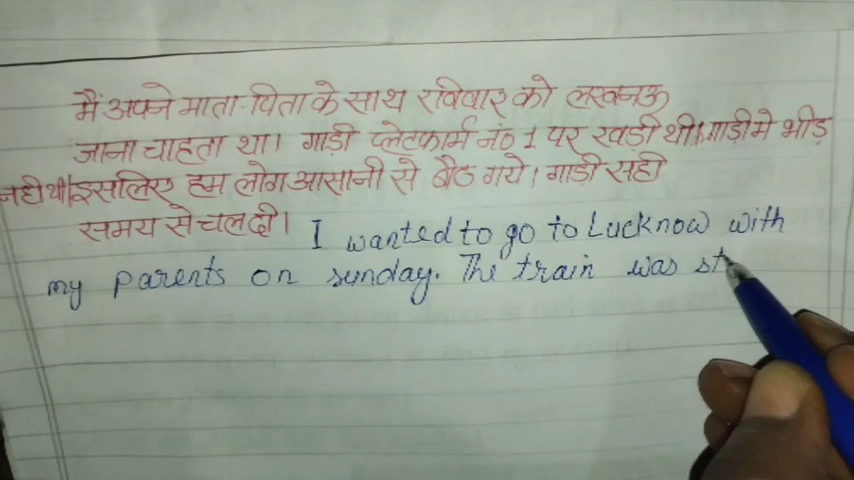 मैं अपने माता-पिता के साथ रविवार को लखनऊ
जाना चाहता था। गाड़ी प्लेटफार्म नं० 1 पर खड़ी थी। गाड़ी मे भीड़
नही थी इसलिए हम लोग आसानी से बैठ गये। गाड़ी सही
समय से चल दी। I wanted to go to Lucknow with
my parents on sunday. The train was st